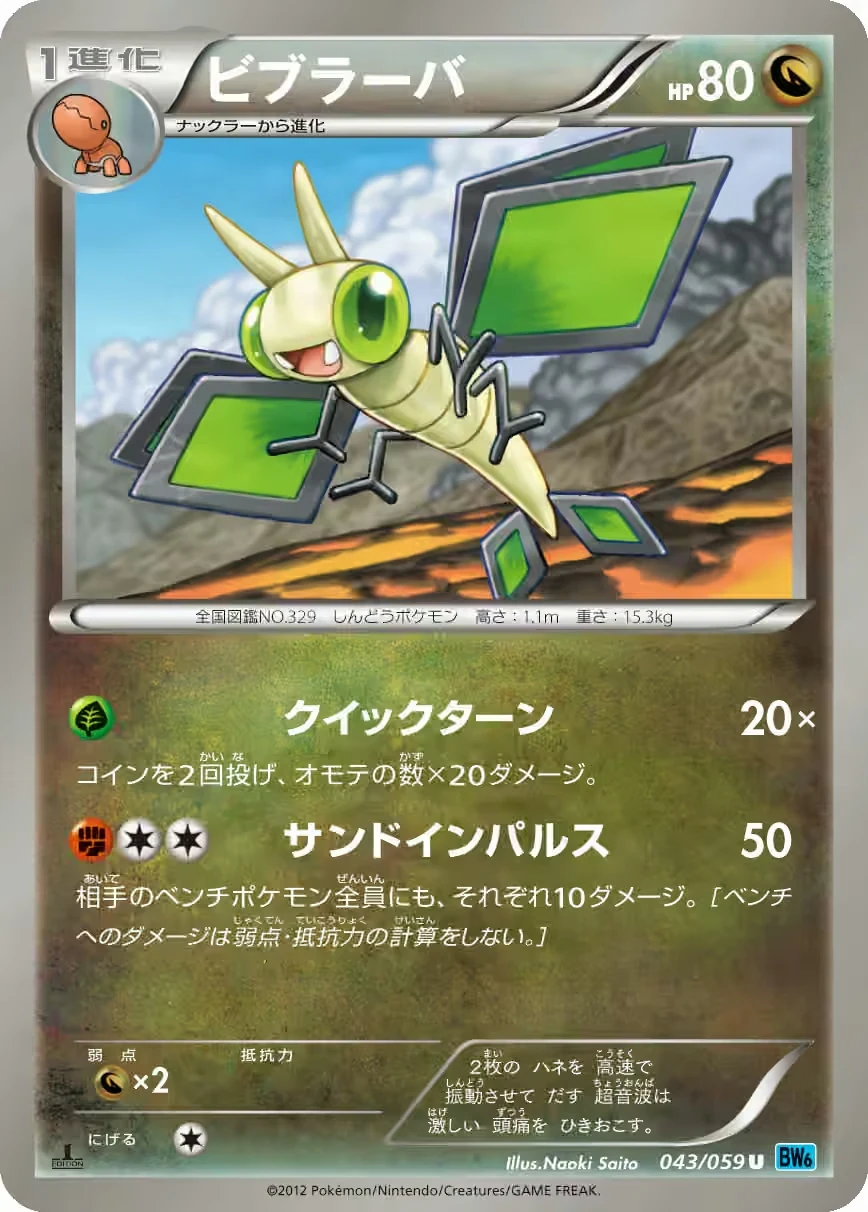 1進化
ビブラーバ
HP80
ナックラーから進化
全国図鑑NO.329 しんどうポケモン 高さ:1.1m 重さ:15.3kg
クイックターン 20×
コインを2回投げ、オモテの数×20ダメージ。
サンドインパルス 50
相手のベンチポケモン全員にも、それぞれ10ダメージ。[ベンチ
へのダメージは弱点・抵抗力の計算をしない。]
弱点 抵抗力
×2
にげる
2枚の ハネを 高速で
振動させて だす 超音波は
激しい 頭痛を ひきおこす。
1 EDITION
Illus.Naoki Saito 043/059 U BW6
©2012 Pokémon/Nintendo/Creatures/GAME FREAK.